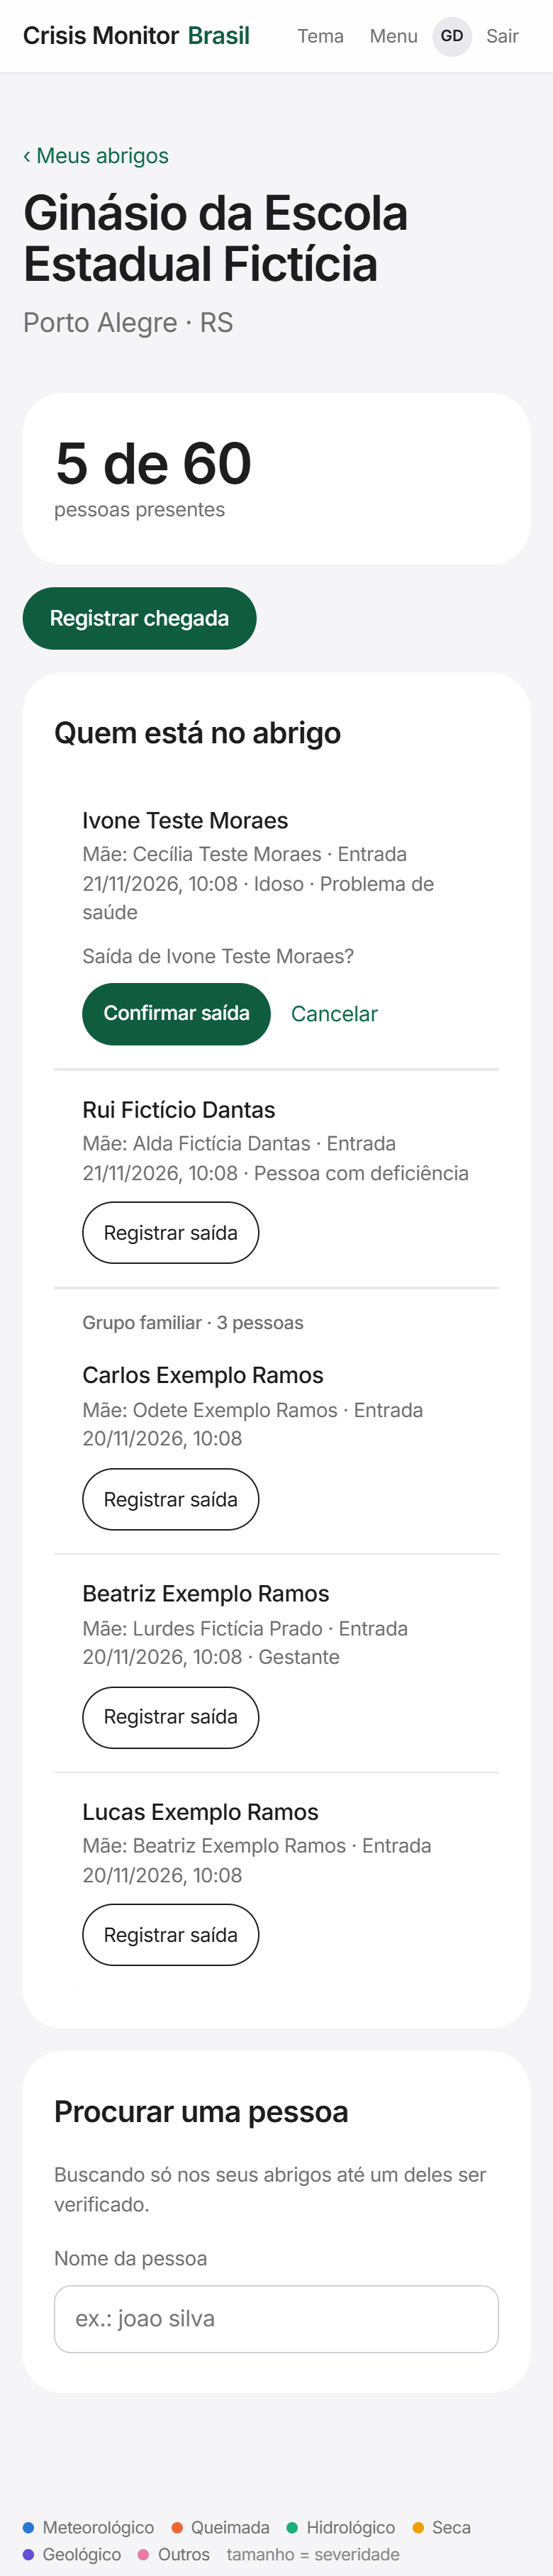 Crisis Monitor Brasil Tema Menu GD Sair
‹ Meus abrigos
Ginásio da Escola
Estadual Fictícia
Porto Alegre · RS
5 de 60
pessoas presentes
Registrar chegada
Quem está no abrigo
Ivone Teste Moraes
Mãe: Cecília Teste Moraes · Entrada
21/11/2026, 10:08 · Idoso · Problema de
saúde
Saída de Ivone Teste Moraes?
Confirmar saída Cancelar
Rui Fictício Dantas
Mãe: Alda Fictícia Dantas · Entrada
21/11/2026, 10:08 · Pessoa com deficiência
Registrar saída
Grupo familiar · 3 pessoas
Carlos Exemplo Ramos
Mãe: Odete Exemplo Ramos · Entrada
20/11/2026, 10:08
Registrar saída
Beatriz Exemplo Ramos
Mãe: Lurdes Fictícia Prado · Entrada
20/11/2026, 10:08 · Gestante
Registrar saída
Lucas Exemplo Ramos
Mãe: Beatriz Exemplo Ramos · Entrada
20/11/2026, 10:08
Registrar saída
Procurar uma pessoa
Buscando só nos seus abrigos até um deles ser
verificado.
Nome da pessoa
ex.: joao silva
Meteorológico Queimada Hidrológico Seca
Geológico Outros tamanho = severidade